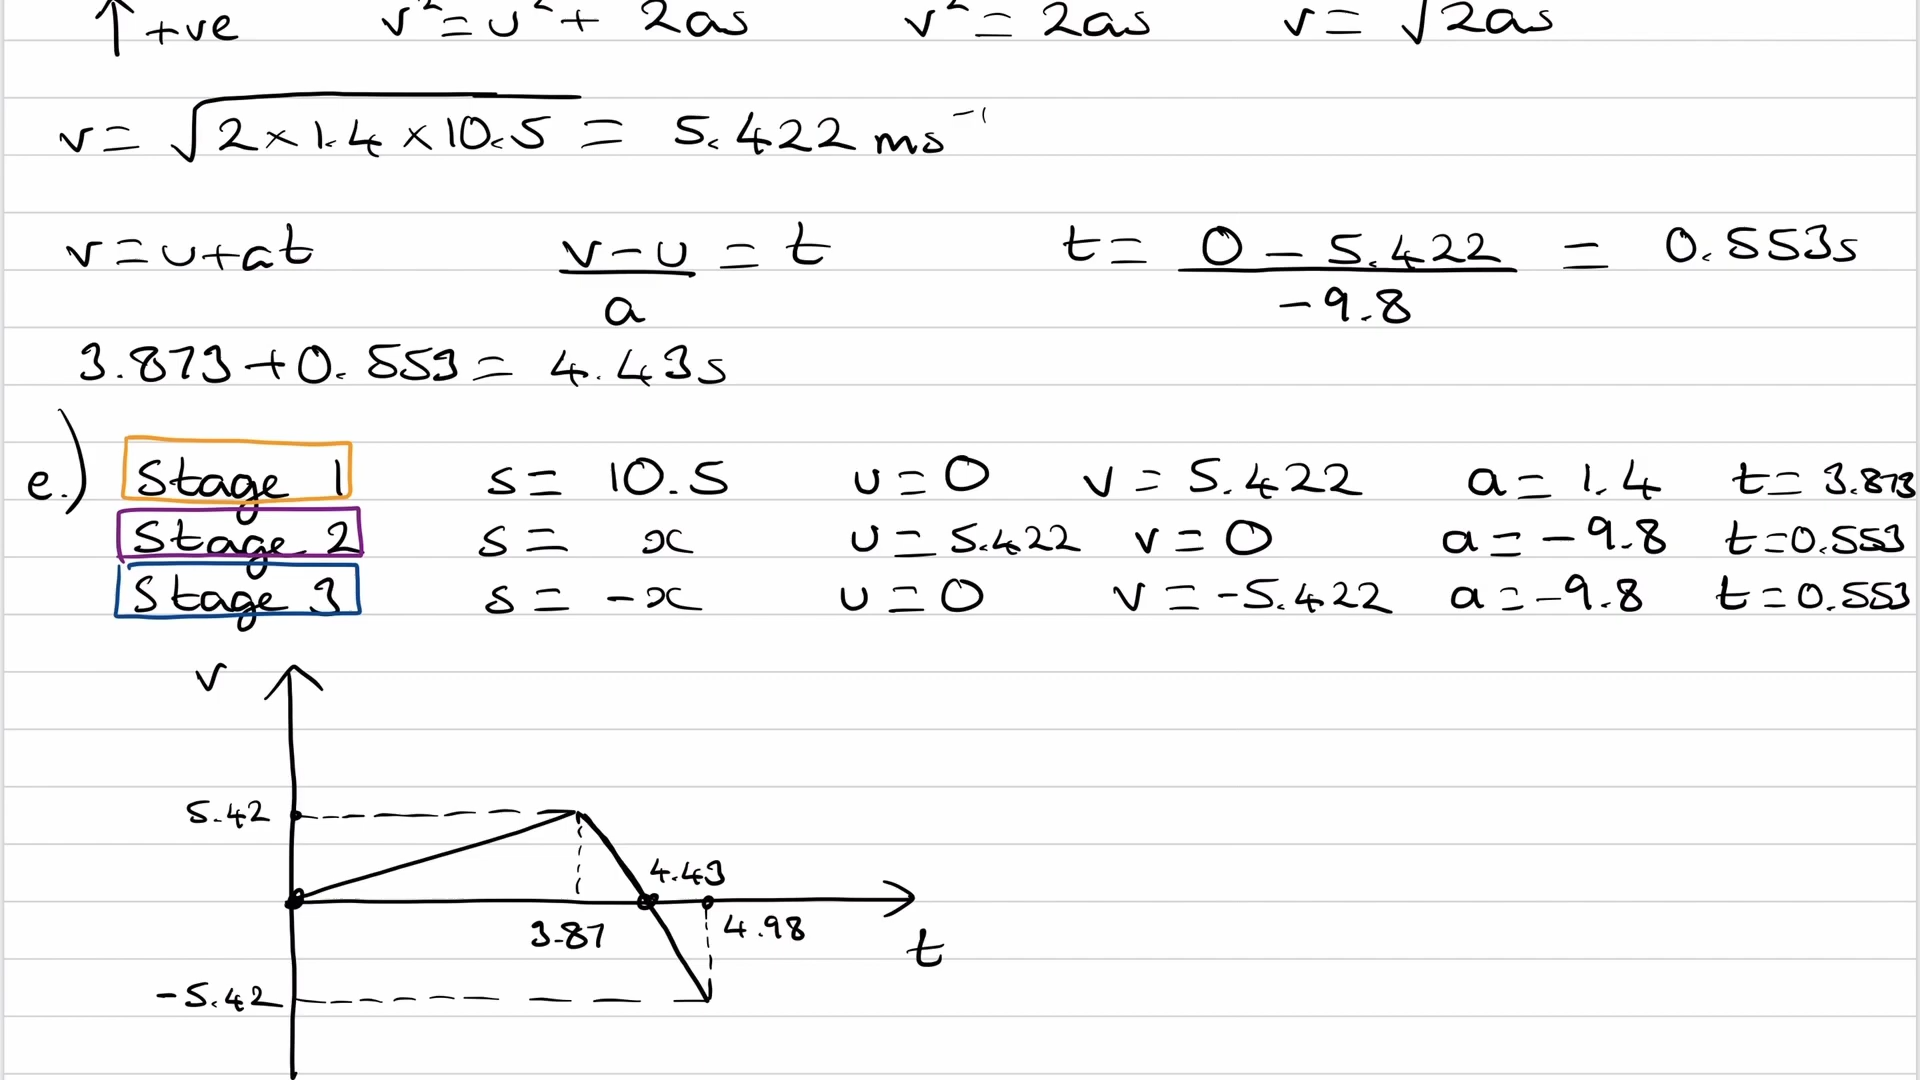 ↑ +ve v² = u² + 2as v² = 2as v = √2as
v = √2 × 1.4 × 10.5 = 5.422 ms⁻¹
v = u + at (v − u)/a = t t = (0 − 5.422)/−9.8 = 0.553s
3.873 + 0.553 = 4.43s
e.) Stage 1 s = 10.5 u = 0 v = 5.422 a = 1.4 t = 3.873
Stage 2 s = x u = 5.422 v = 0 a = −9.8 t = 0.553
Stage 3 s = −x u = 0 v = −5.422 a = −9.8 t = 0.553
v
5.42
4.43
3.87 4.98
t
−5.42